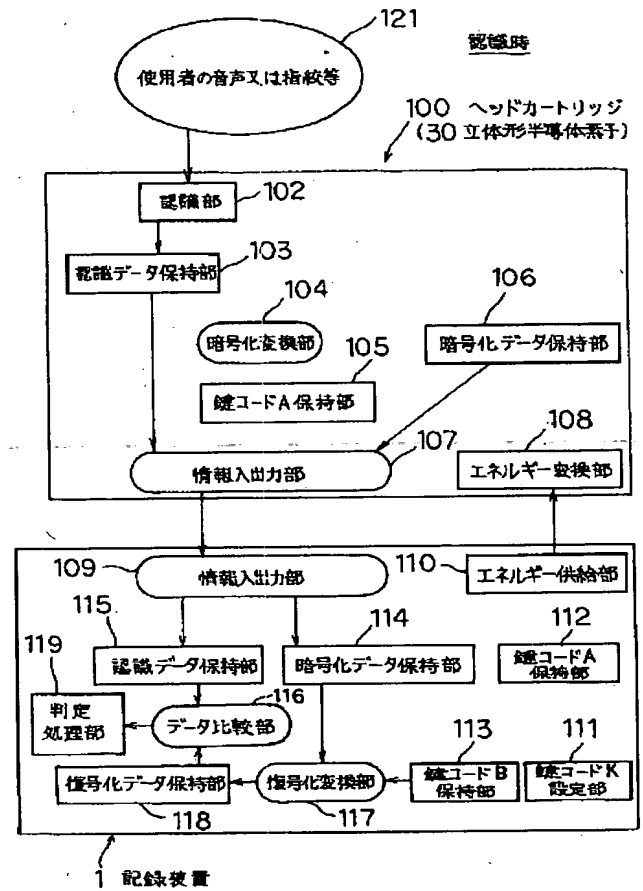 121
認識時
使用者の音声又は指紋等
100 ヘッドカートリッジ
(30 立体形半導体素子)
認識部
102
103
認識データ保持部
104
暗号化変換部
106
暗号化データ保持部
105
鍵コードA保持部
107
情報入出力部
108
エネルギー変換部
109
情報入出力部
110
エネルギー供給部
115
認識データ保持部
114
暗号化データ保持部
112
鍵コードA
保持部
119
判定
処理部
116
データ比較部
113
鍵コードB
保持部
111
鍵コードK
設定部
復号化データ保持部
118
復号化変換部
117
1 記録装置